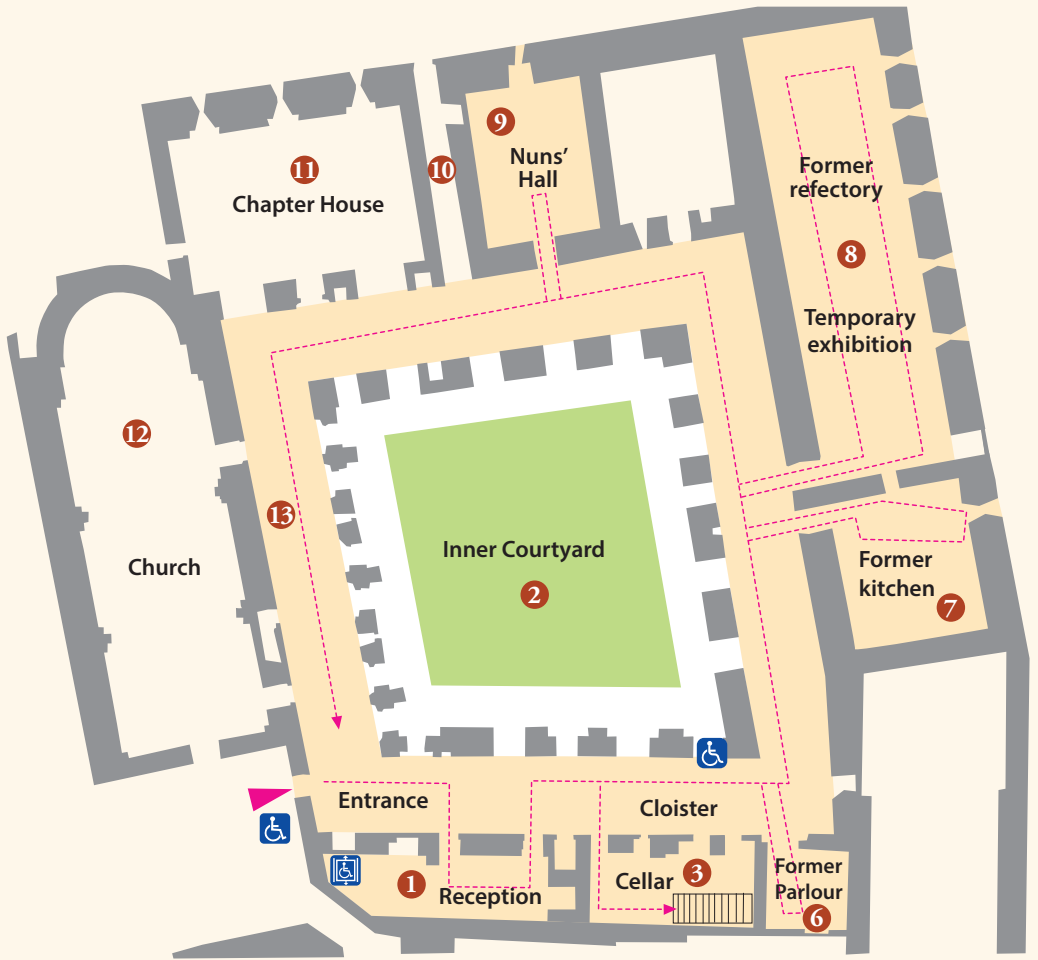 9
Nuns'
Hall
11
10
Chapter House
Former
refectory
8
Temporary
exhibition
12
13
Inner Courtyard
2
Church
Former
kitchen
7
Entrance
Cloister
1
Reception
Cellar
3
Former
Parlour
6